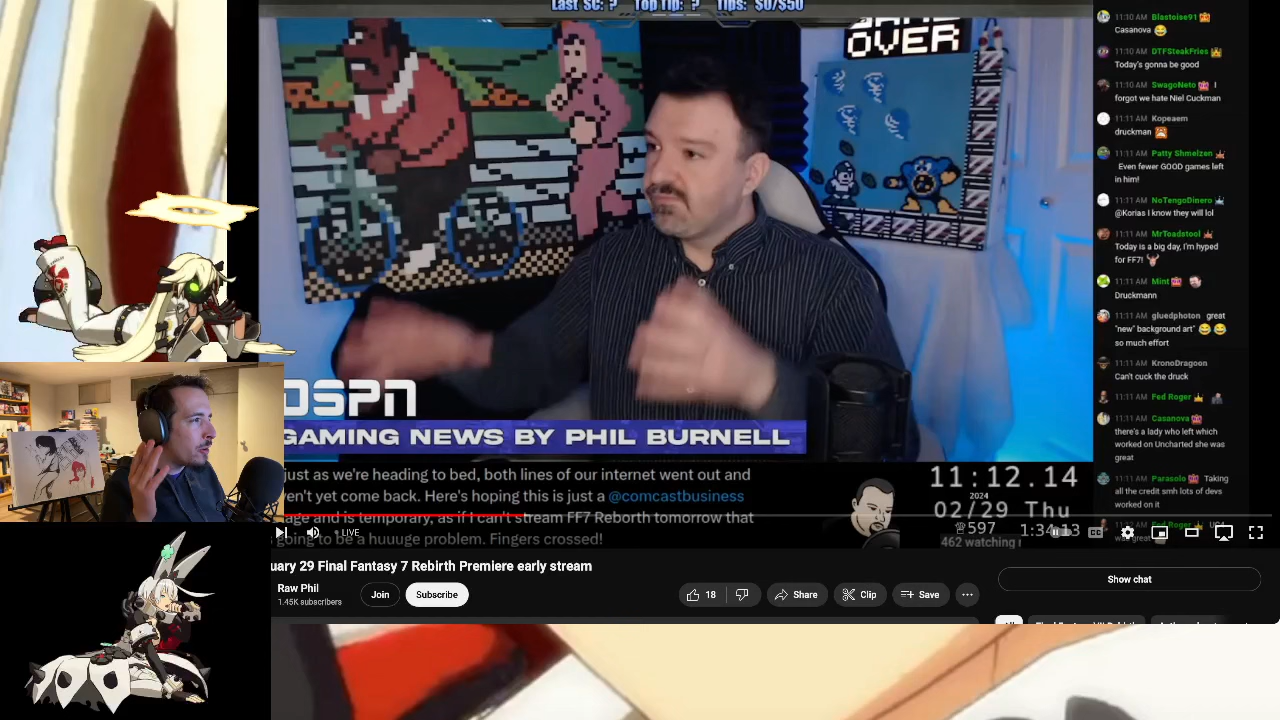 Last SC: ? Top Tip: ? Tips: $0/$50
OVER
DSPN
GAMING NEWS BY PHIL BURNELL
just as we're heading to bed, both lines of our internet went out and
ven't yet come back. Here's hoping this is just a @comcastbusiness
age and is temporary, as if I can't stream FF7 Reborth tomorrow that
going to be a huuuge problem. Fingers crossed!
11:12.14
2024
02/29 Thu
597 1:34:13
462 watching
LIVE
uary 29 Final Fantasy 7 Rebirth Premiere early stream
Raw Phil
1.45K subscribers
Join
Subscribe
18
Share
Clip
Save
11:10 AM Blastoise91
Casanova
11:10 AM DTFSteakFries
Today's gonna be good
11:10 AM SwagoNeto I
forgot we hate Niel Cuckman
11:11 AM Kopeaem
druckman
11:11 AM Patty Shmelzen
Even fewer GOOD games left
in him!
11:11 AM NoTengoDinero
@Korias I know they will lol
11:11 AM MrToadstool
Today is a big day, I'm hyped
for FF7!
11:11 AM Mint
Druckmann
11:11 AM gluedphoton great
"new" background art"
so much effort
11:11 AM KronoDragoon
Can't cuck the druck
11:11 AM Fed Roger
11:11 AM Casanova
there's a lady who left which
worked on Uncharted she was
great
11:11 AM Parasolo Taking
all the credit smh lots of devs
worked on it
Show chat